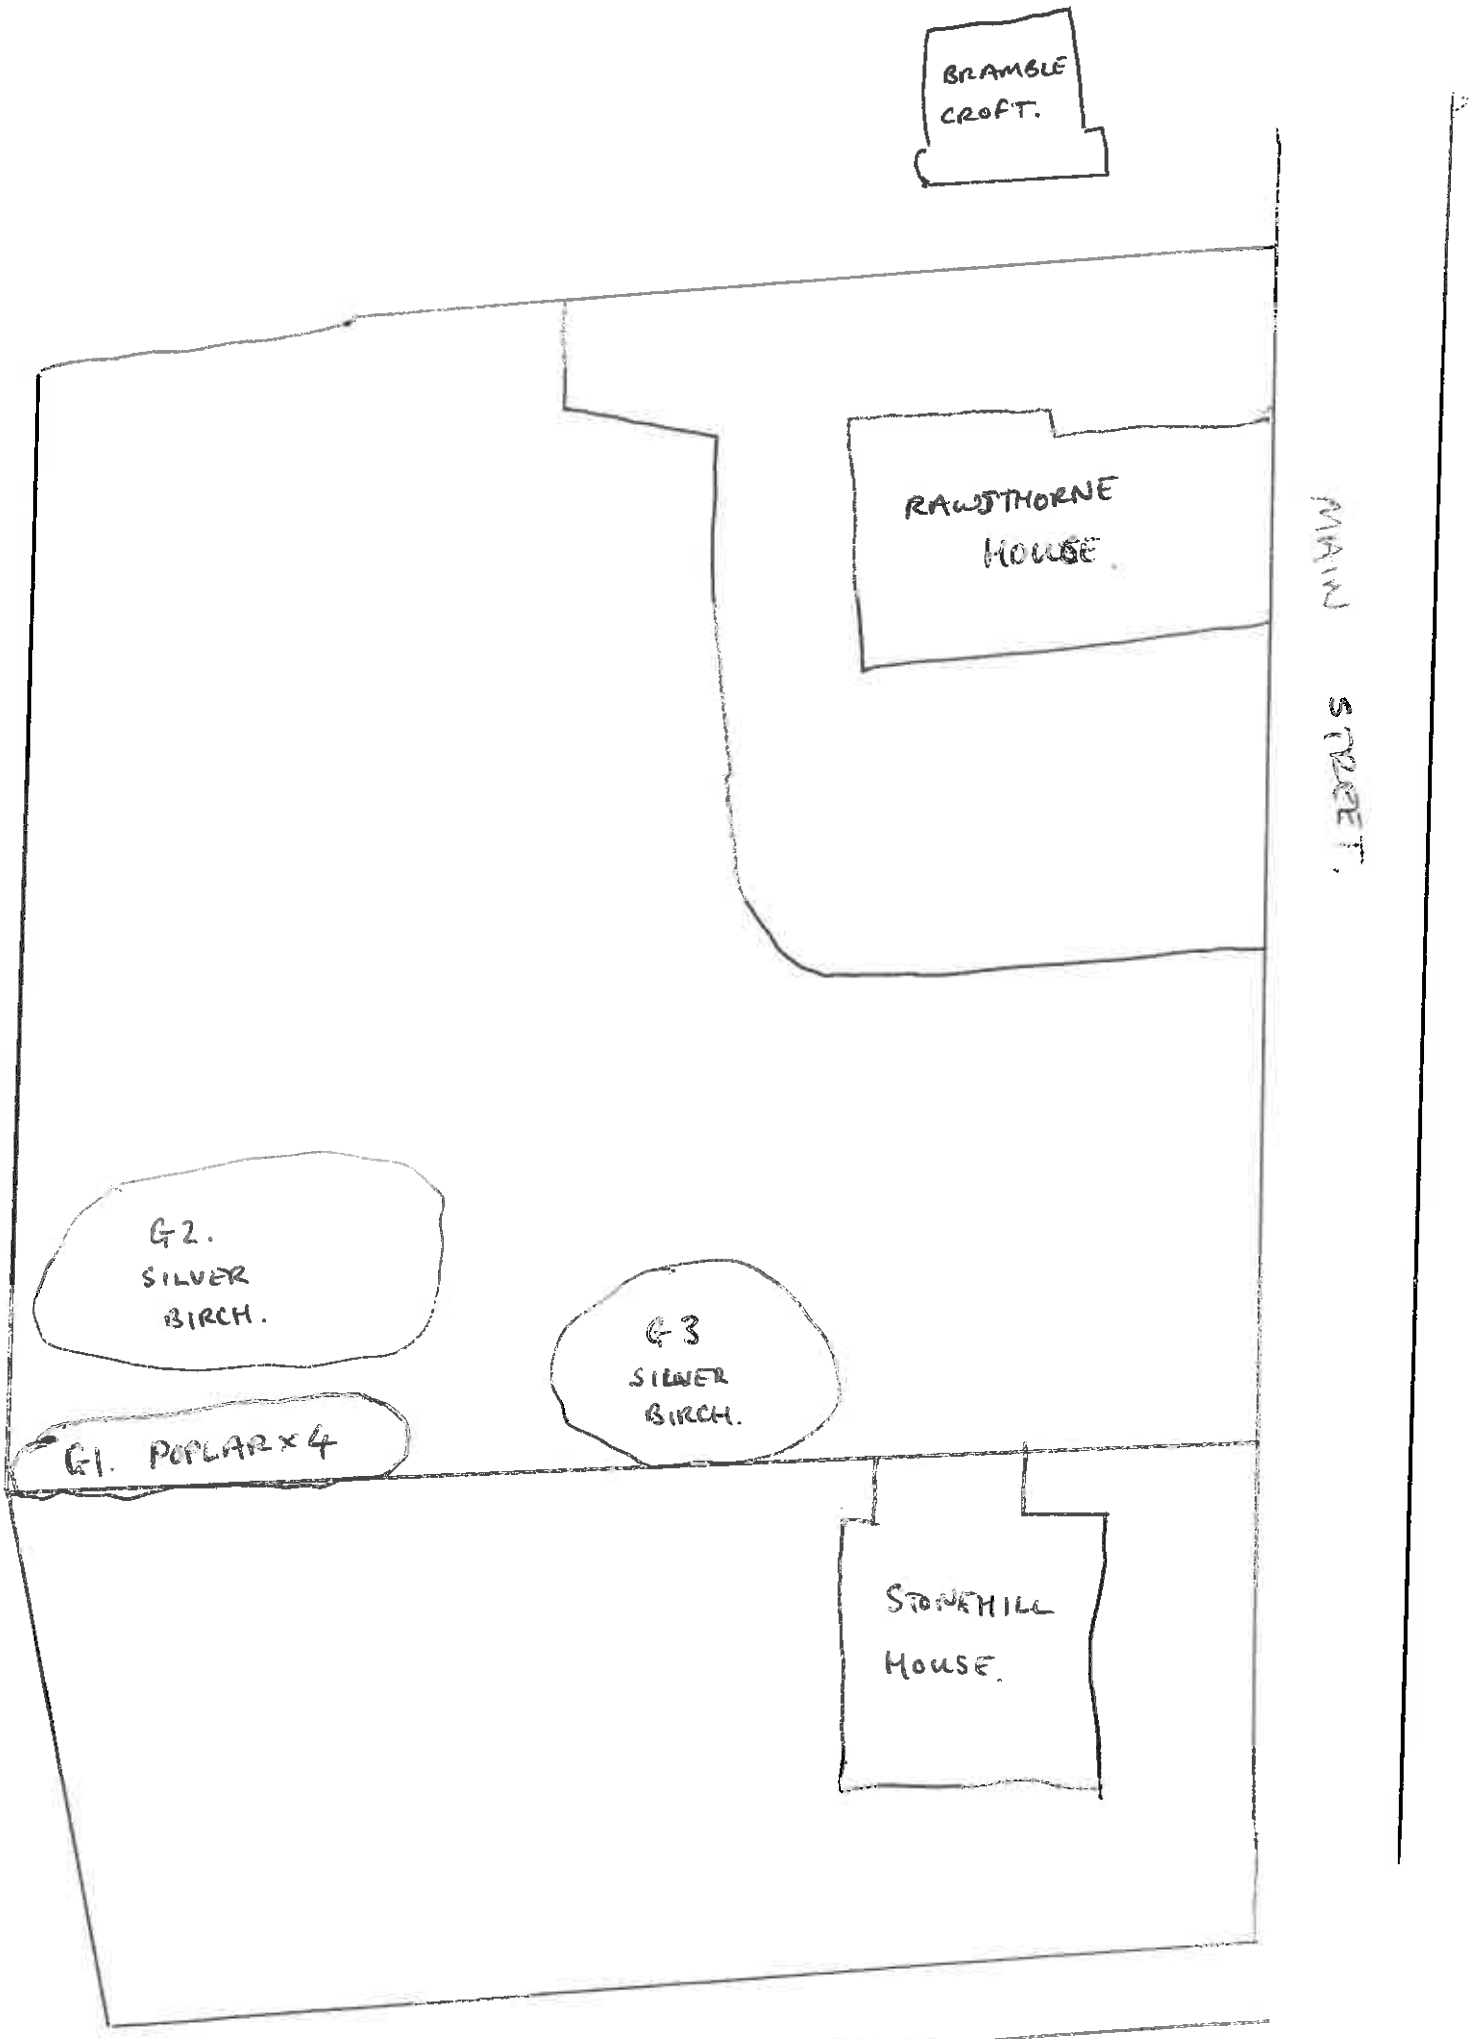 BRAMBLE
CROFT.
RAWSTHORNE
HOUSE.
MAIN STREET.
G2.
SILVER
BIRCH.
G3
SILVER
BIRCH.
G1. POPLAR × 4
STONEHILL
HOUSE.